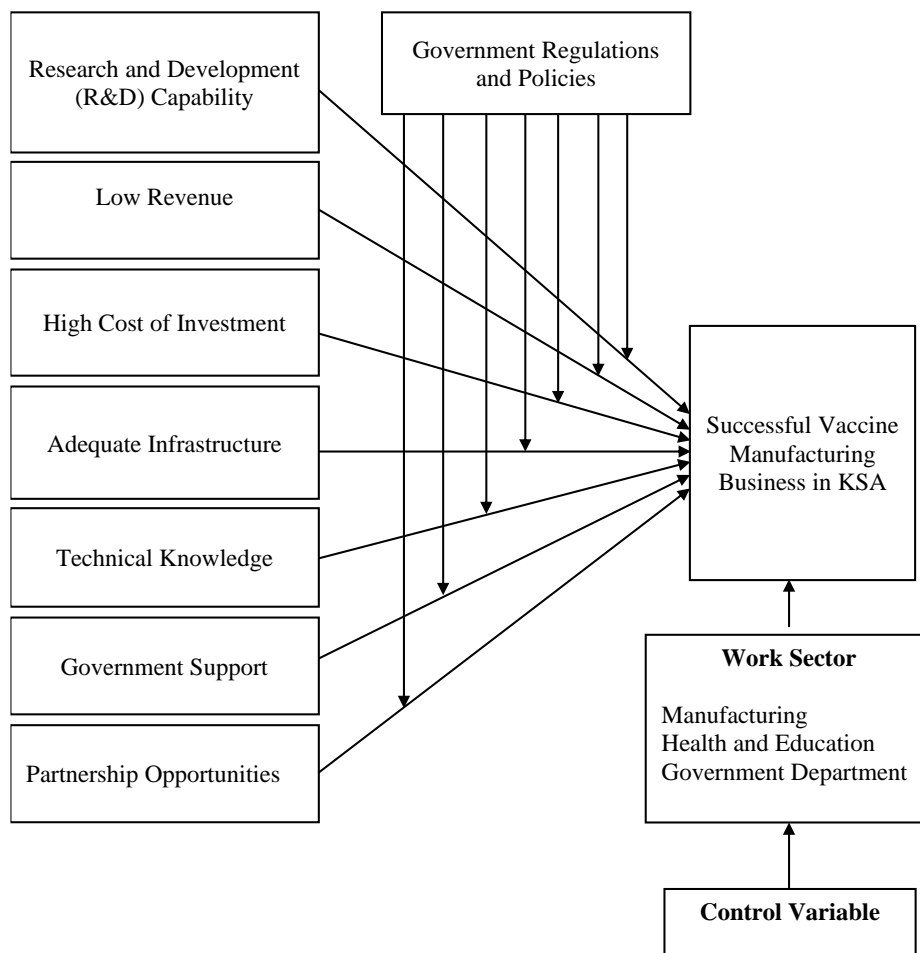 Research and Development
(R&D) Capability
Government Regulations
and Policies
Low Revenue
High Cost of Investment
Adequate Infrastructure
Technical Knowledge
Government Support
Partnership Opportunities
Successful Vaccine
Manufacturing
Business in KSA
Work Sector
Manufacturing
Health and Education
Government Department
Control Variable